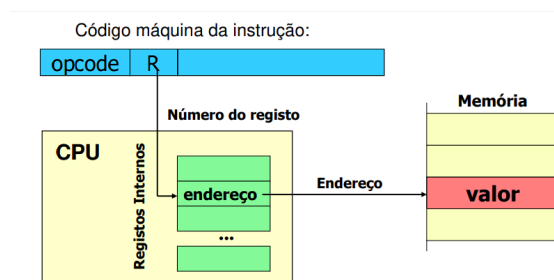 Código máquina da instrução:
opcode R
Número do registo
Memória
CPU
Registos Internos
endereço
Endereço
valor
...